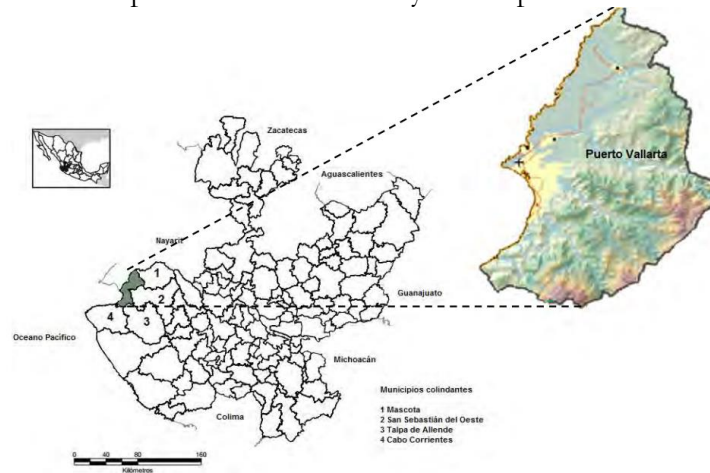 Zacatecas
Aguascalientes
Puerto Vallarta
Nayarit
1
2
Guanajuato
4
3
Oceano Pacífico
Michoacán
Municipios colindantes
Colima
1 Mascota
2 San Sebastián del Oeste
3 Talpa de Allende
4 Cabo Corrientes
0 40 80 160
Kilómetros